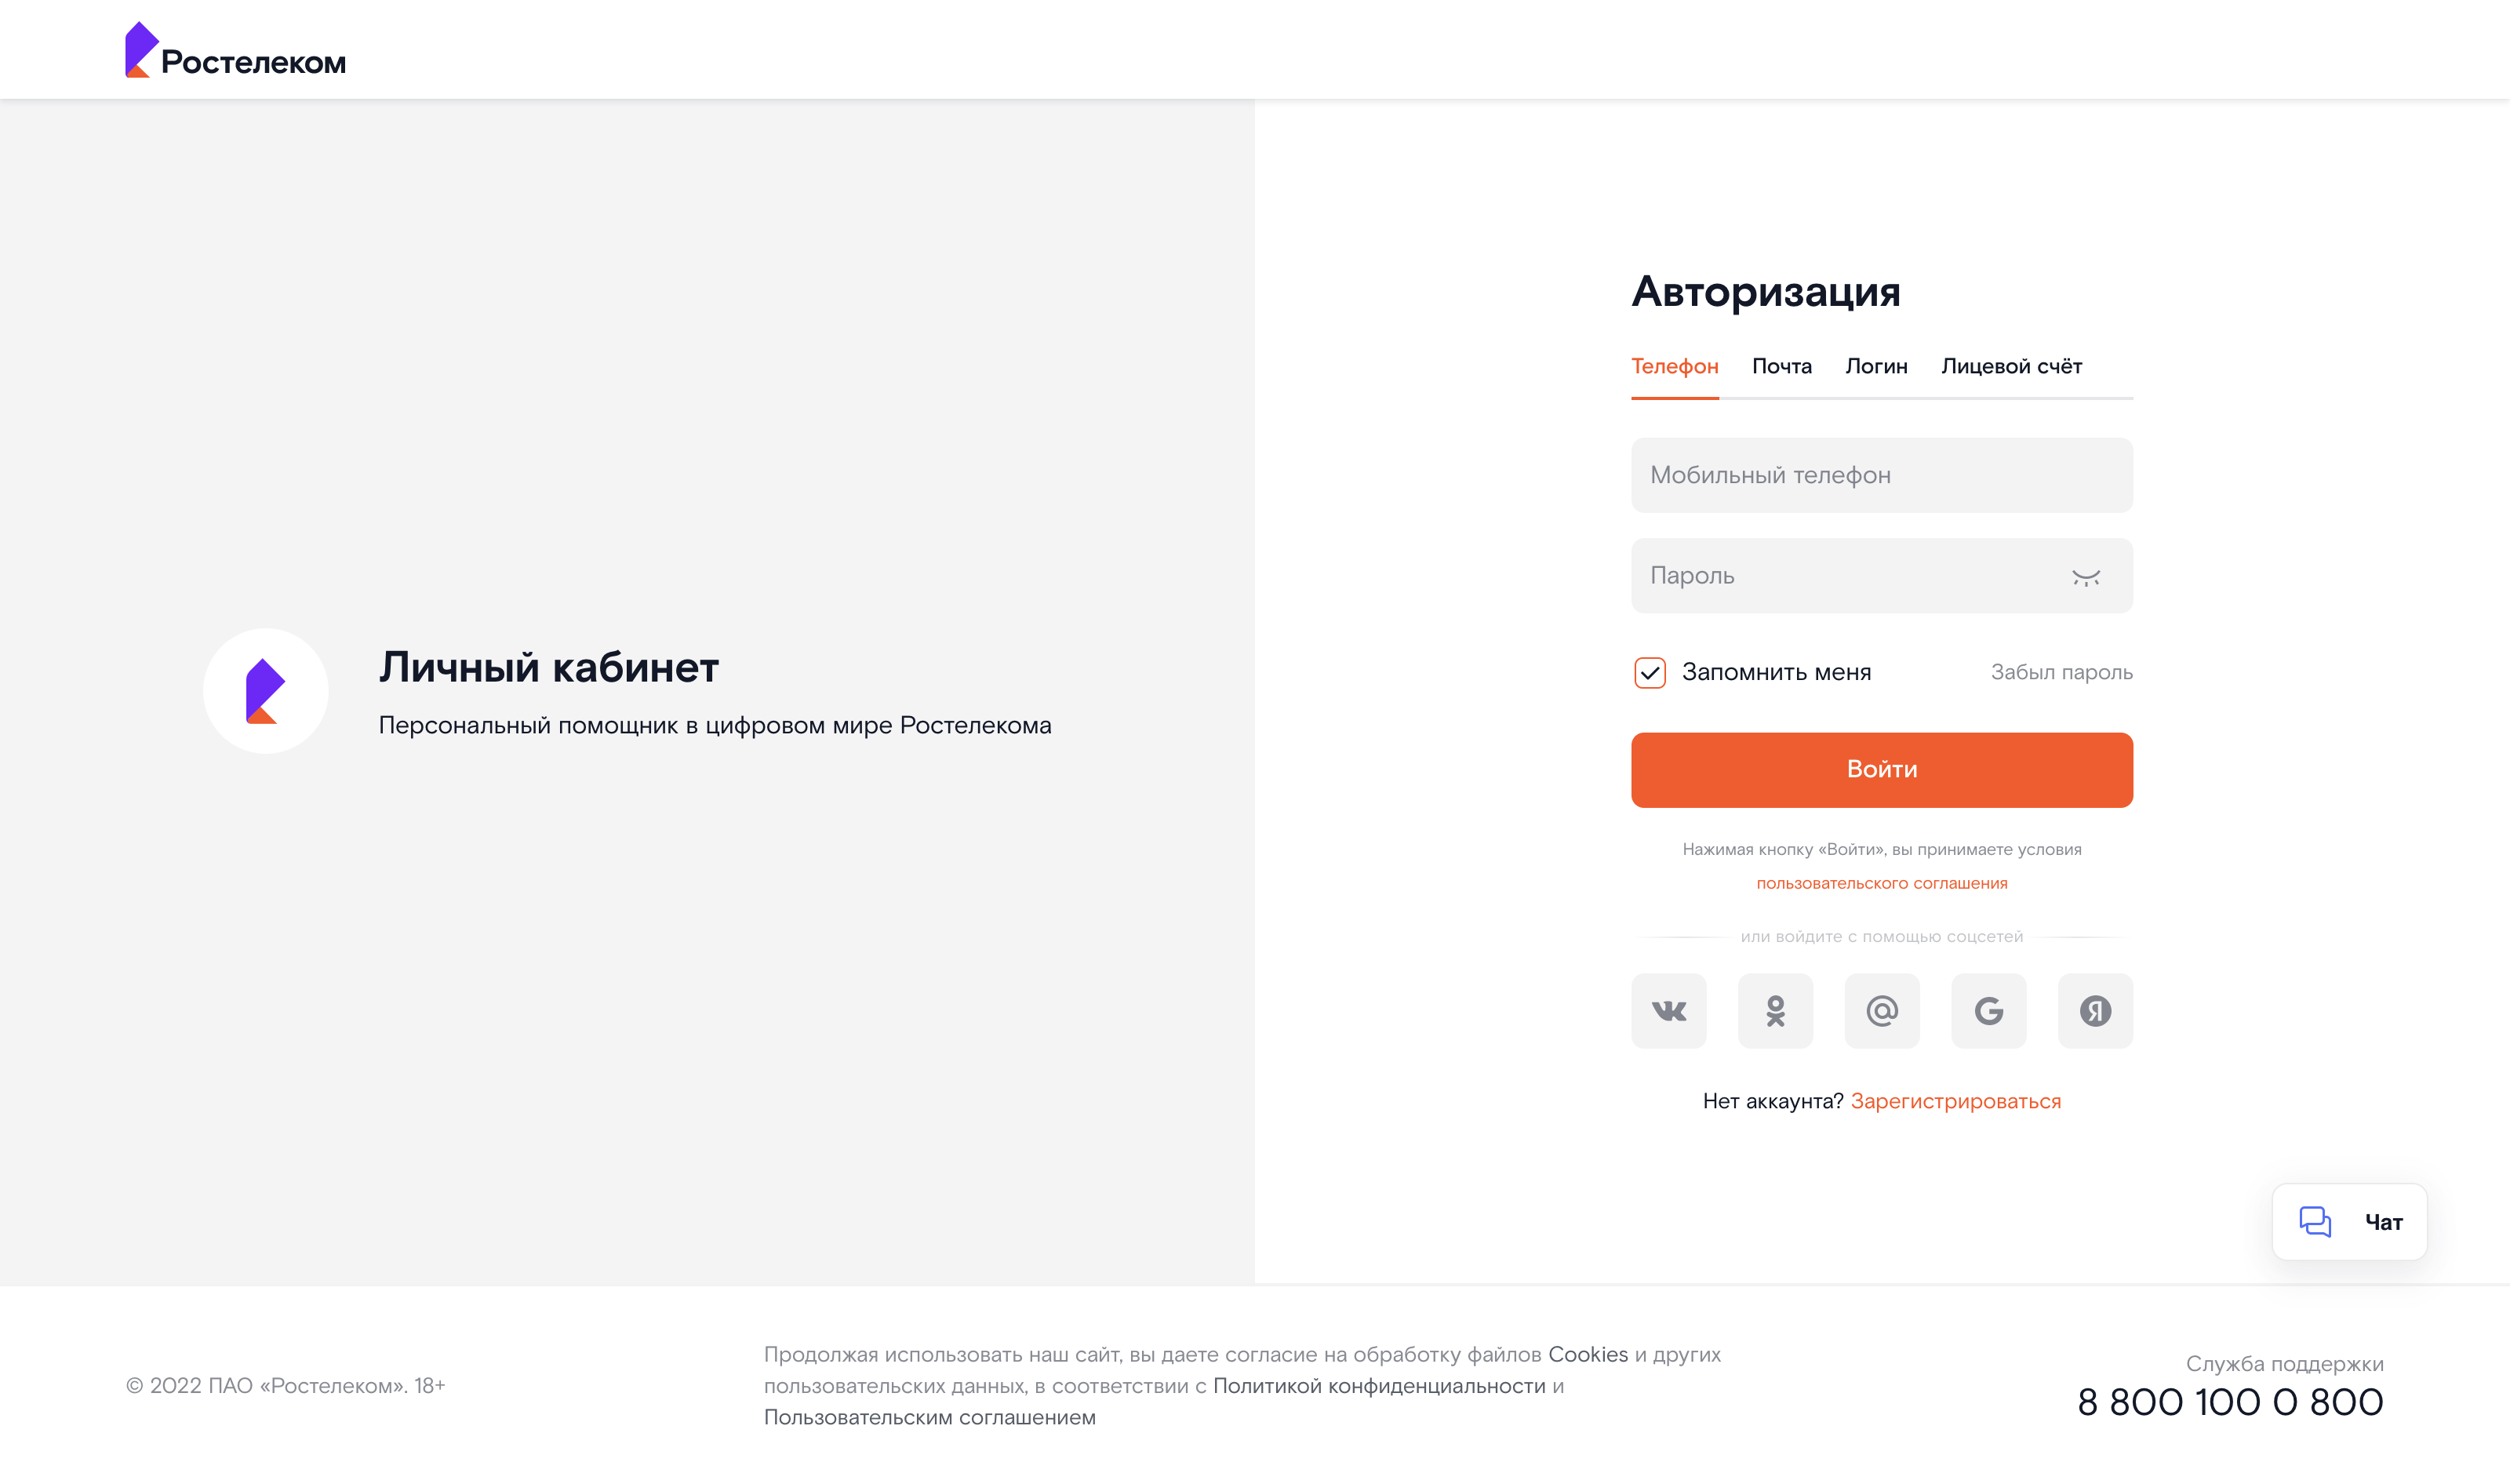 Ростелеком
Личный кабинет
Персональный помощник в цифровом мире Ростелекома
Авторизация
Телефон Почта Логин Лицевой счёт
Мобильный телефон
Пароль
Запомнить меня Забыл пароль
Войти
Нажимая кнопку «Войти», вы принимаете условия
пользовательского соглашения
или войдите с помощью соцсетей
Нет аккаунта? Зарегистрироваться
Чат
© 2022 ПАО «Ростелеком». 18+
Продолжая использовать наш сайт, вы даете согласие на обработку файлов Cookies и других
пользовательских данных, в соответствии с Политикой конфиденциальности и
Пользовательским соглашением
Служба поддержки
8 800 100 0 800